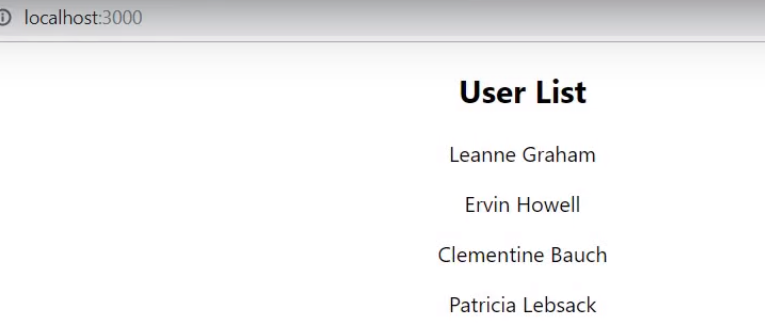 localhost:3000
User List
Leanne Graham
Ervin Howell
Clementine Bauch
Patricia Lebsack